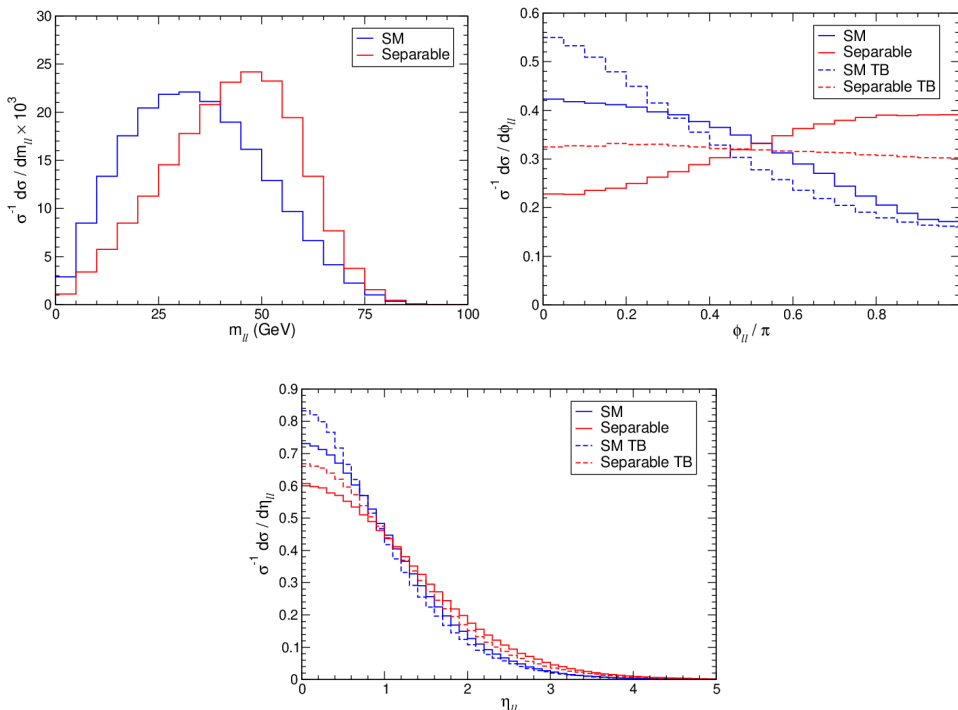 30
25
20
15
10
5
0
0 25 50 75 100
σ⁻¹ dσ / dm_ll × 10³
m_ll (GeV)
SM
Separable
0.6
0.5
0.4
0.3
0.2
0.1
0
0 0.2 0.4 0.6 0.8
σ⁻¹ dσ / dϕ_ll
ϕ_ll / π
SM
Separable
SM TB
Separable TB
0.9
0.8
0.7
0.6
0.5
0.4
0.3
0.2
0.1
0
0 1 2 3 4 5
σ⁻¹ dσ / dη_ll
η_ll
SM
Separable
SM TB
Separable TB